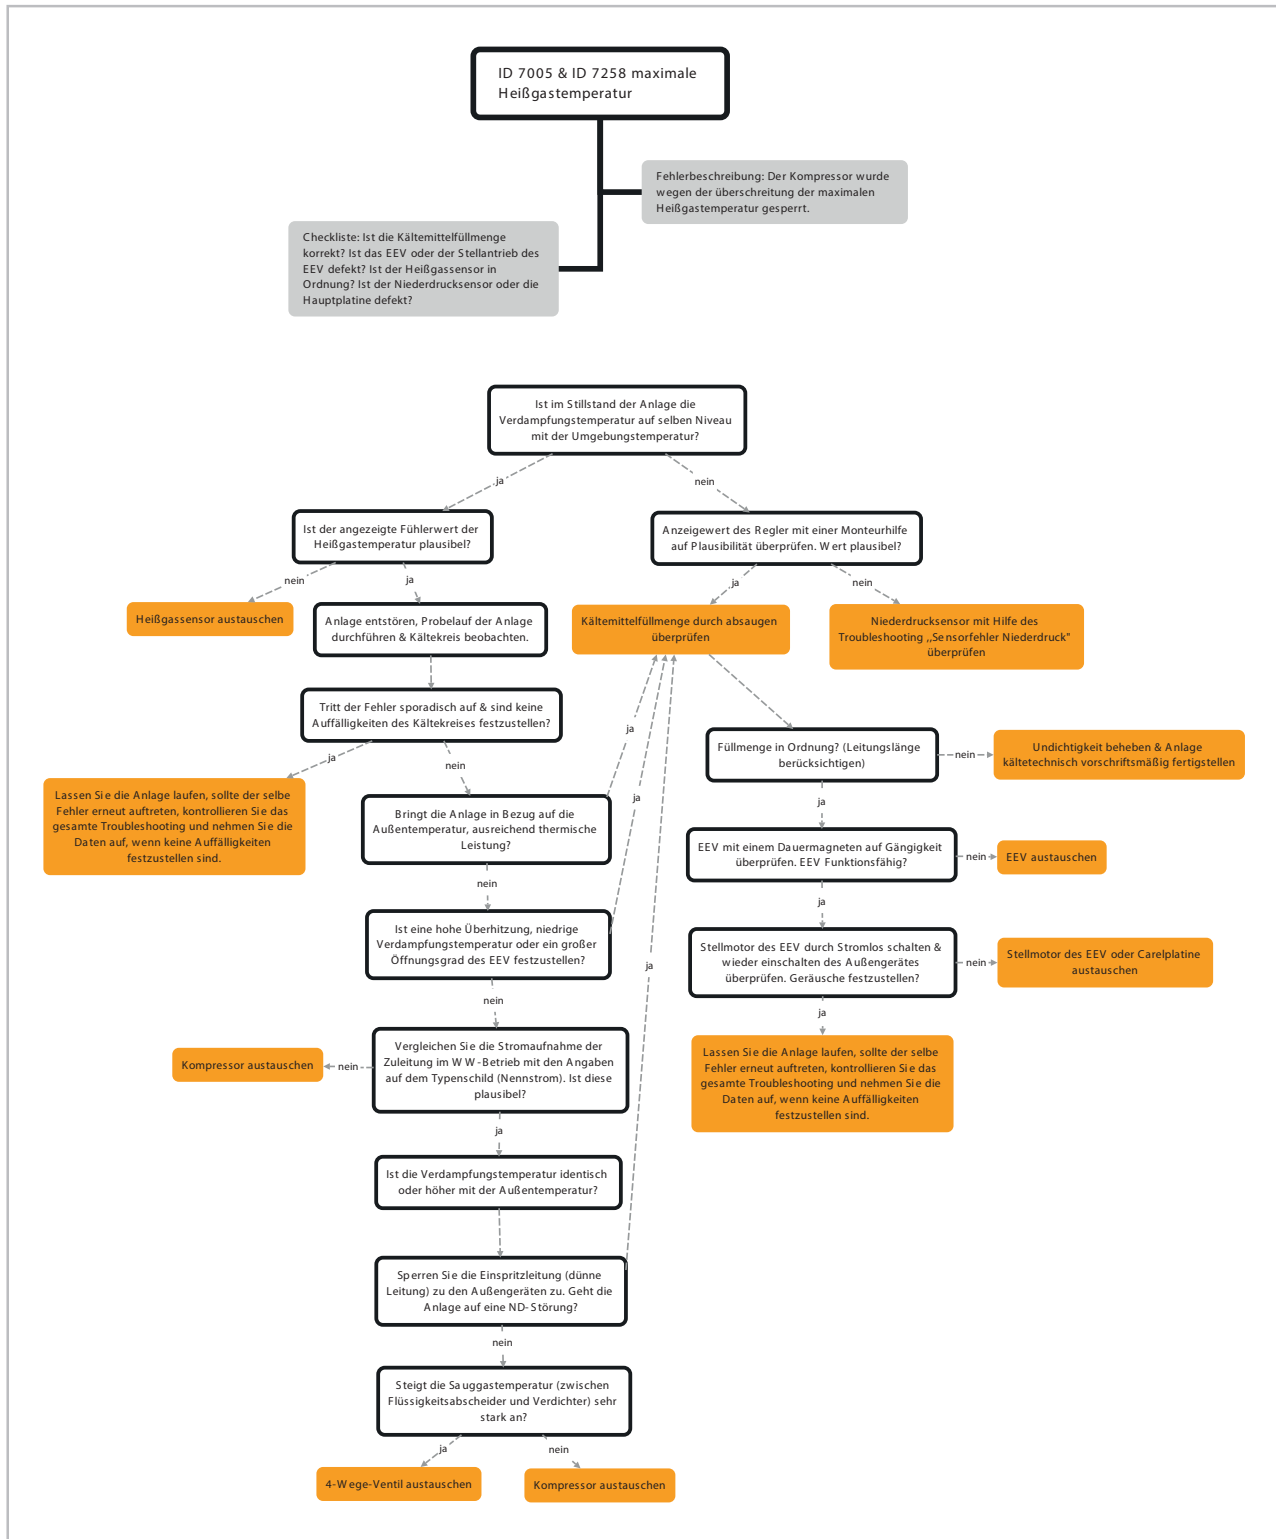 ID 7005 & ID 7258 maximale
Heißgastemperatur
Fehlerbeschreibung: Der Kompressor wurde
wegen der überschreitung der maximalen
Heißgastemperatur gesperrt.
Checkliste: Ist die Kältemittelfüllmenge
korrekt? Ist das EEV oder der Stellantrieb des
EEV defekt? Ist der Heißgassensor in
Ordnung? Ist der Niederdrucksensor oder die
Hauptplatine defekt?
Ist im Stillstand der Anlage die
Verdampfungstemperatur auf selben Niveau
mit der Umgebungstemperatur?
ja
nein
Ist der angezeigte Fühlerwert der
Heißgastemperatur plausibel?
Anzeigewert des Regler mit einer Monteurhilfe
auf Plausibilität überprüfen. Wert plausibel?
nein
ja
ja
nein
Heißgassensor austauschen
Anlage entstören, Probelauf der Anlage
durchführen & Kältekreis beobachten.
Kältemittelfüllmenge durch absaugen
überprüfen
Niederdrucksensor mit Hilfe des
Troubleshooting ,,Sensorfehler Niederdruck"
überprüfen
Tritt der Fehler sporadisch auf & sind keine
Auffälligkeiten des Kältekreises festzustellen?
ja
nein
ja
Füllmenge in Ordnung? (Leitungslänge
berücksichtigen)
nein
Undichtigkeit beheben & Anlage
kältetechnisch vorschriftsmäßig fertigstellen
Lassen Sie die Anlage laufen, sollte der selbe
Fehler erneut auftreten, kontrollieren Sie das
gesamte Troubleshooting und nehmen Sie die
Daten auf, wenn keine Auffälligkeiten
festzustellen sind.
Bringt die Anlage in Bezug auf die
Außentemperatur, ausreichend thermische
Leistung?
ja
ja
EEV mit einem Dauermagneten auf Gängigkeit
überprüfen. EEV Funktionsfähig?
nein
EEV austauschen
nein
ja
Ist eine hohe Überhitzung, niedrige
Verdampfungstemperatur oder ein großer
Öffnungsgrad des EEV festzustellen?
ja
Stellmotor des EEV durch Stromlos schalten &
wieder einschalten des Außengerätes
überprüfen. Geräusche festzustellen?
nein
Stellmotor des EEV oder Carelplatine
austauschen
nein
ja
Vergleichen Sie die Stromaufnahme der
Zuleitung im WW-Betrieb mit den Angaben
auf dem Typenschild (Nennstrom). Ist diese
plausibel?
nein
Kompressor austauschen
Lassen Sie die Anlage laufen, sollte der selbe
Fehler erneut auftreten, kontrollieren Sie das
gesamte Troubleshooting und nehmen Sie die
Daten auf, wenn keine Auffälligkeiten
festzustellen sind.
ja
Ist die Verdampfungstemperatur identisch
oder höher mit der Außentemperatur?
Sperren Sie die Einspritzleitung (dünne
Leitung) zu den Außengeräten zu. Geht die
Anlage auf eine ND-Störung?
nein
Steigt die Sauggastemperatur (zwischen
Flüssigkeitsabscheider und Verdichter) sehr
stark an?
ja
nein
4-Wege-Ventil austauschen
Kompressor austauschen